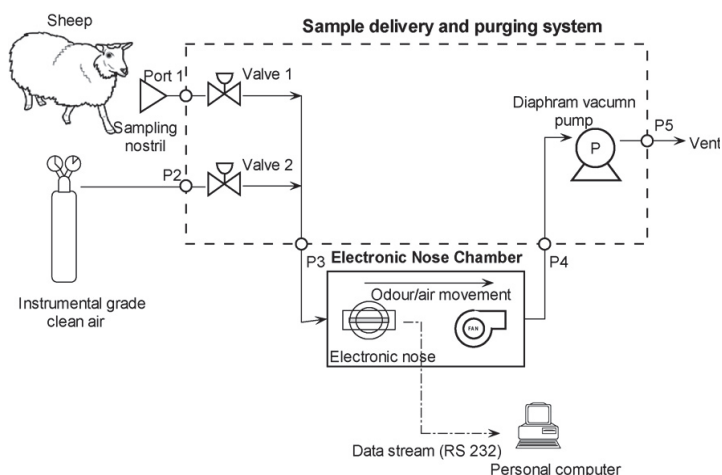 Sheep
Sample delivery and purging system
Port 1
Valve 1
Sampling
nostril
Diaphram vacumn
pump
P
P5
Vent
P2
Valve 2
P3
Electronic Nose Chamber
P4
Instrumental grade
clean air
Odour/air movement
FAN
Electronic nose
Data stream (RS 232)
Personal computer